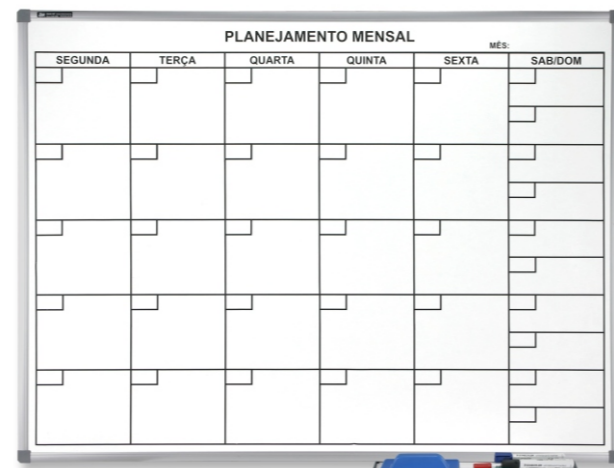 PLANEJAMENTO MENSAL
MÊS:
SEGUNDA TERÇA QUARTA QUINTA SEXTA SAB/DOM